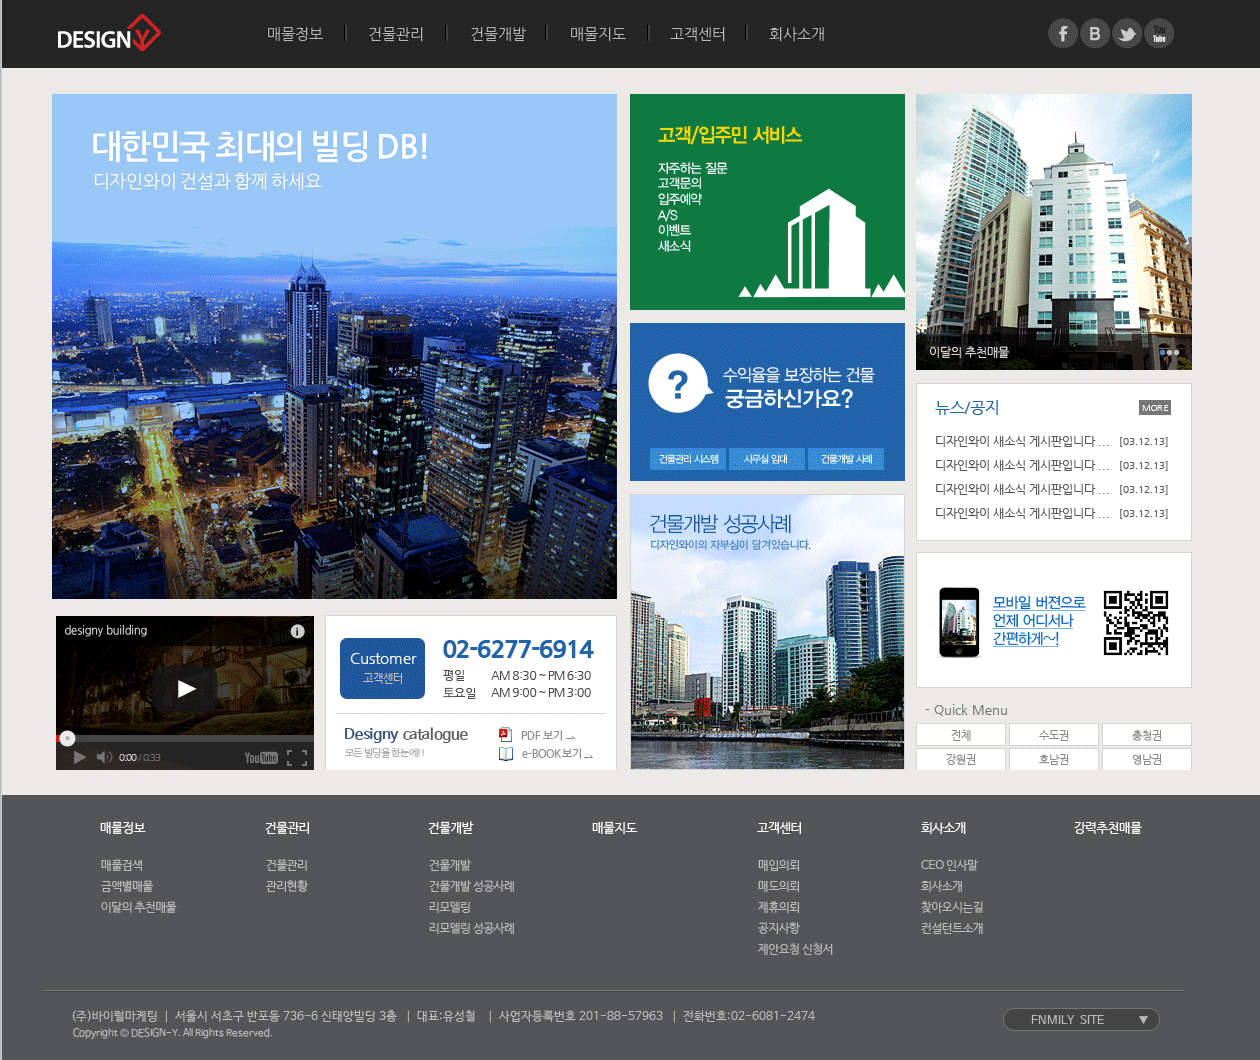 DESIGN Y
매물정보 건물관리 건물개발 매물지도 고객센터 회사소개
f B You Tube
대한민국 최대의 빌딩 DB!
디자인와이 건설과 함께 하세요
고객/입주민 서비스
자주하는 질문
고객문의
입주예약
A/S
이벤트
새소식
이달의 추천매물
?
수익율을 보장하는 건물
궁금하신가요?
건물관리 시스템 사무실 임대 건물개발 사례
뉴스/공지 MORE
디자인와이 새소식 게시판입니다 ... [03.12.13]
디자인와이 새소식 게시판입니다 ... [03.12.13]
디자인와이 새소식 게시판입니다 ... [03.12.13]
디자인와이 새소식 게시판입니다 ... [03.12.13]
건물개발 성공사례
디자인와이의 자부심이 담겨있습니다.
모바일 버젼으로
언제 어디서나
간편하게~!
designy building
0:00 / 0:33 YouTube
Customer
고객센터
02-6277-6914
평일 AM 8:30 ~ PM 6:30
토요일 AM 9:00 ~ PM 3:00
Designy catalogue
모든 빌딩을 한눈에!!
PDF 보기
e-BOOK 보기
- Quick Menu
전체 수도권 충청권
강원권 호남권 영남권
매물정보 건물관리 건물개발 매물지도 고객센터 회사소개 강력추천매물
매물검색 건물관리 건물개발 매입의뢰 CEO 인사말
금액별매물 관리현황 건물개발 성공사례 매도의뢰 회사소개
이달의 추천매물 리모델링 제휴의뢰 찾아오시는길
리모델링 성공사례 공지사항 컨설턴트소개
제안요청 신청서
(주)바이럴마케팅 | 서울시 서초구 반포동 736-6 신태양빌딩 3층 | 대표:유성철 | 사업자등록번호 201-88-57963 | 전화번호:02-6081-2474
Copyright © DESIGN-Y. All Rights Reserved.
FNMILY SITE